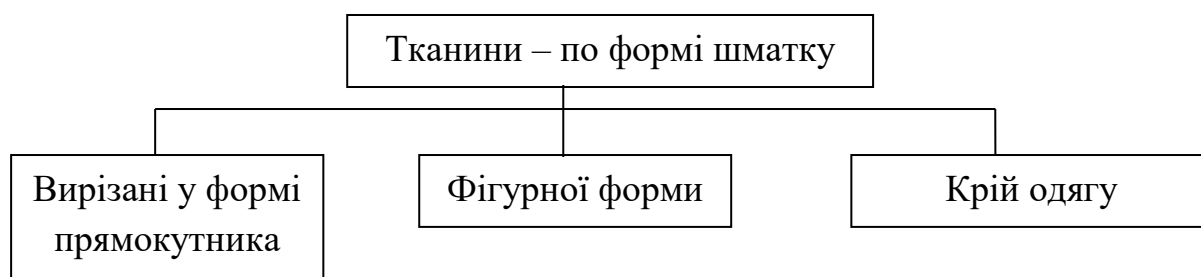 Тканини – по формі шматку
Вирізані у формі
прямокутника
Фігурної форми
Крій одягу